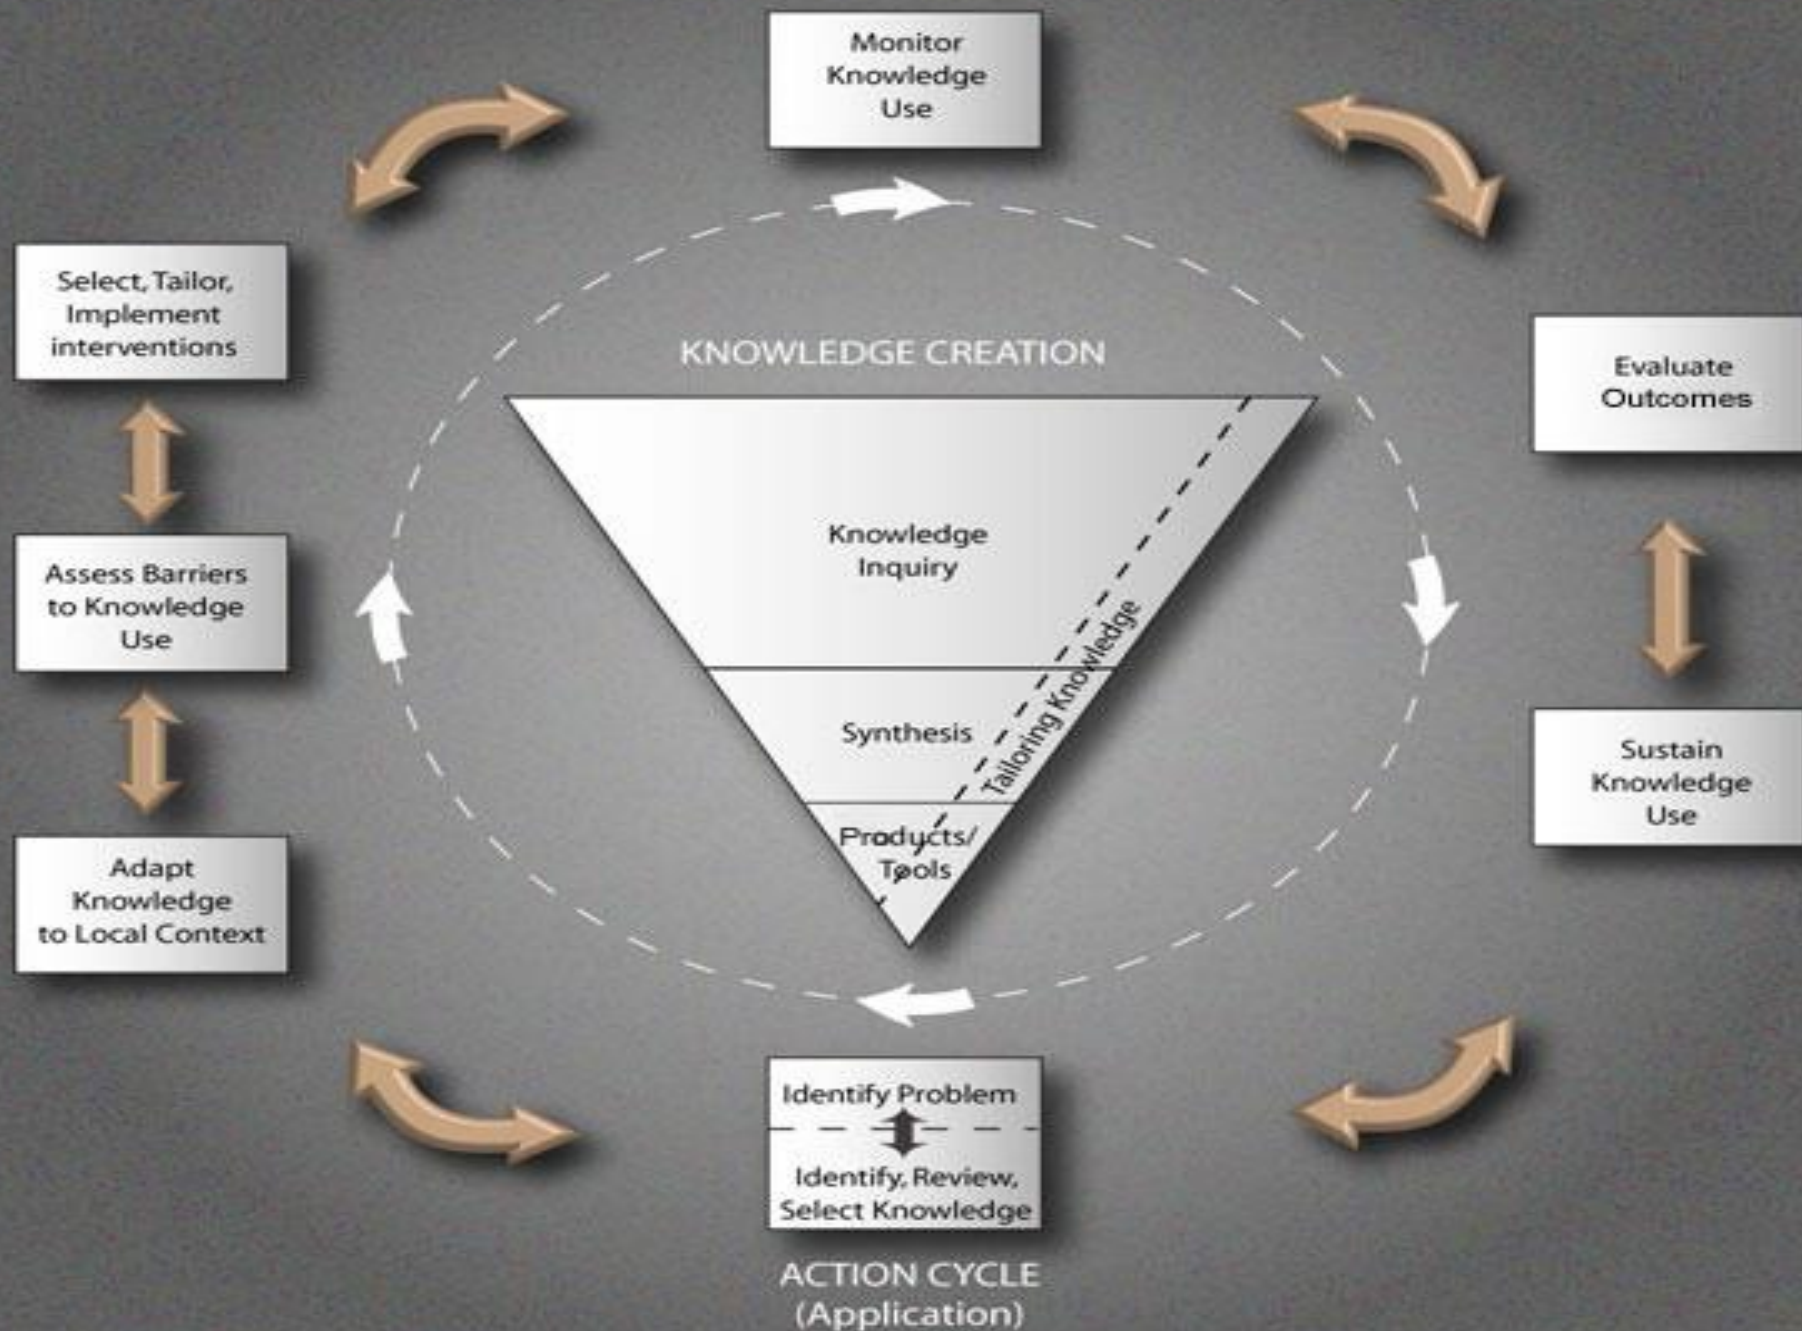 Monitor
Knowledge
Use
Select, Tailor,
Implement
interventions
KNOWLEDGE CREATION
Evaluate
Outcomes
Knowledge
Inquiry
Assess Barriers
to Knowledge
Use
Tailoring Knowledge
Synthesis
Sustain
Knowledge
Use
Products/
Tools
Adapt
Knowledge
to Local Context
Identify Problem
Identify, Review,
Select Knowledge
ACTION CYCLE
(Application)